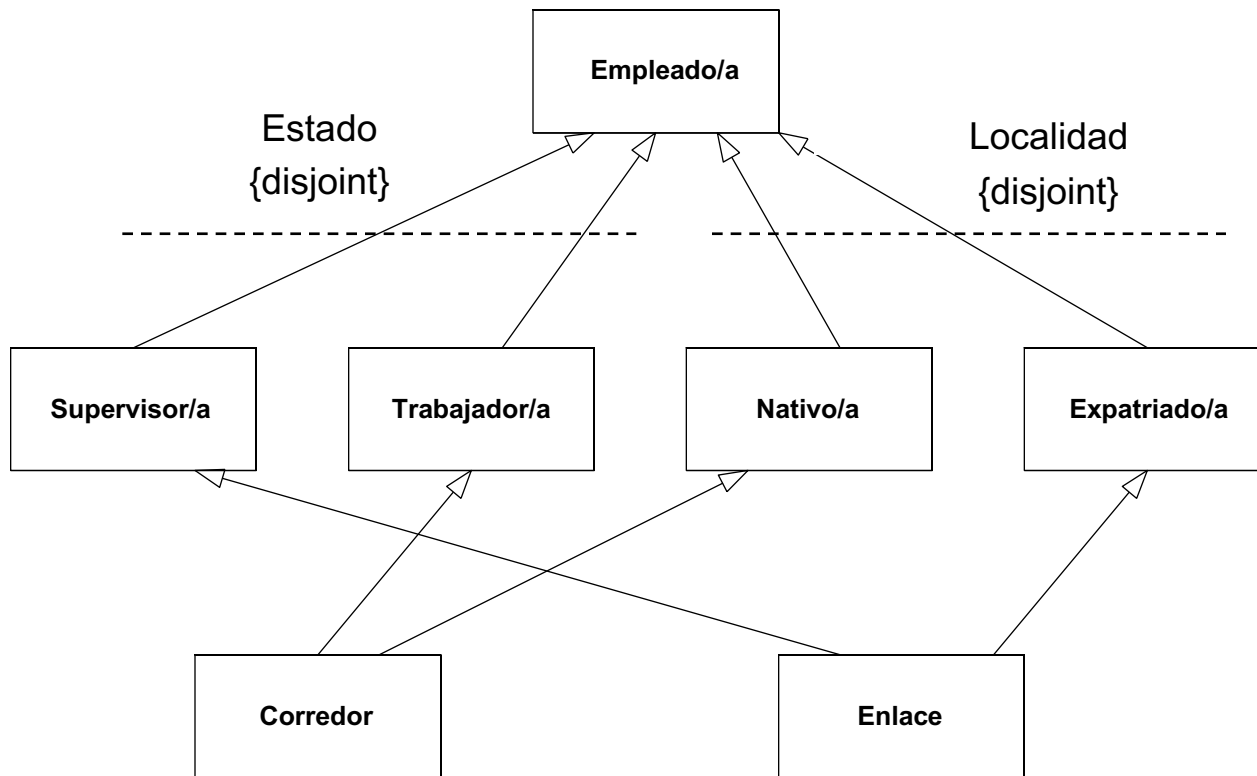 Empleado/a
Estado
{disjoint}
Localidad
{disjoint}
Supervisor/a
Trabajador/a
Nativo/a
Expatriado/a
Corredor
Enlace